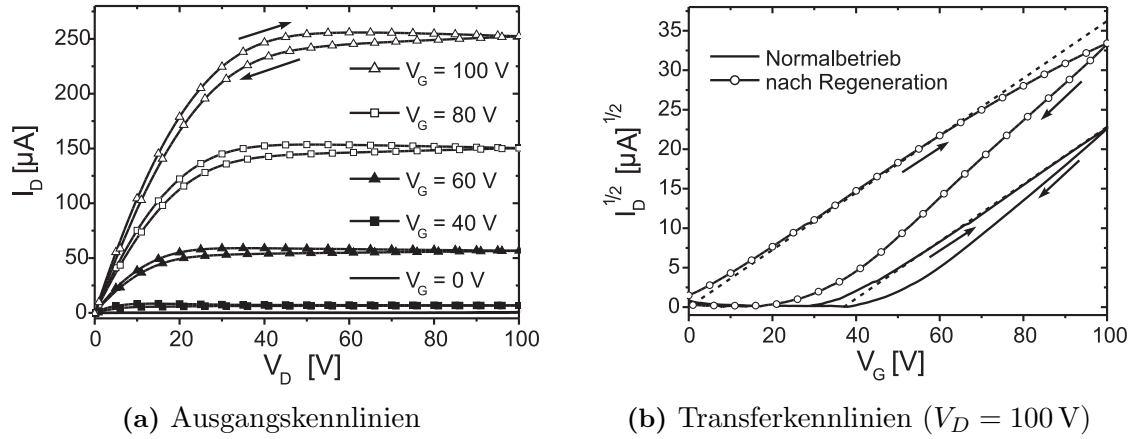 250
200
150
100
50
0
I_D [µA]
V_G = 100 V
V_G = 80 V
V_G = 60 V
V_G = 40 V
V_G = 0 V
0 20 40 60 80 100
V_D [V]
(a) Ausgangskennlinien
35
30
25
20
15
10
5
0
I_D^1/2 [µA]^1/2
Normalbetrieb
nach Regeneration
0 20 40 60 80 100
V_G [V]
(b) Transferkennlinien (V_D = 100 V)